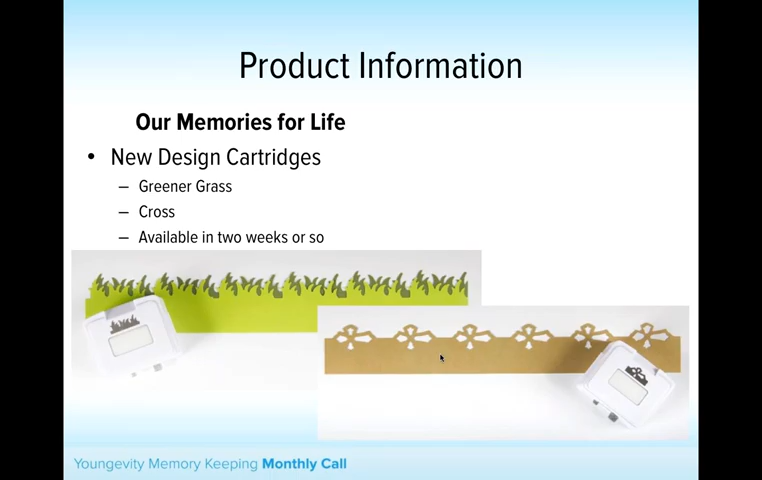 Product Information
Our Memories for Life
• New Design Cartridges
– Greener Grass
– Cross
– Available in two weeks or so
Youngevity Memory Keeping Monthly Call